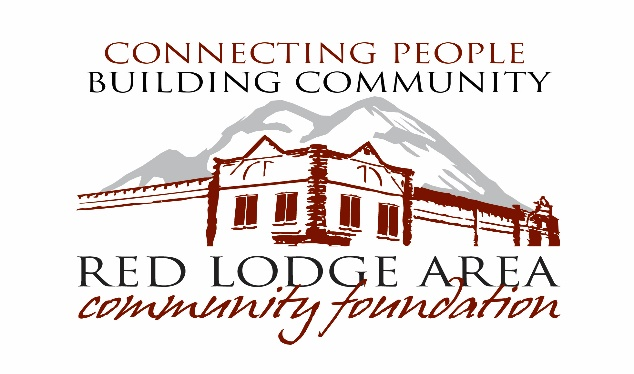 CONNECTING PEOPLE
BUILDING COMMUNITY
RED LODGE AREA
community foundation